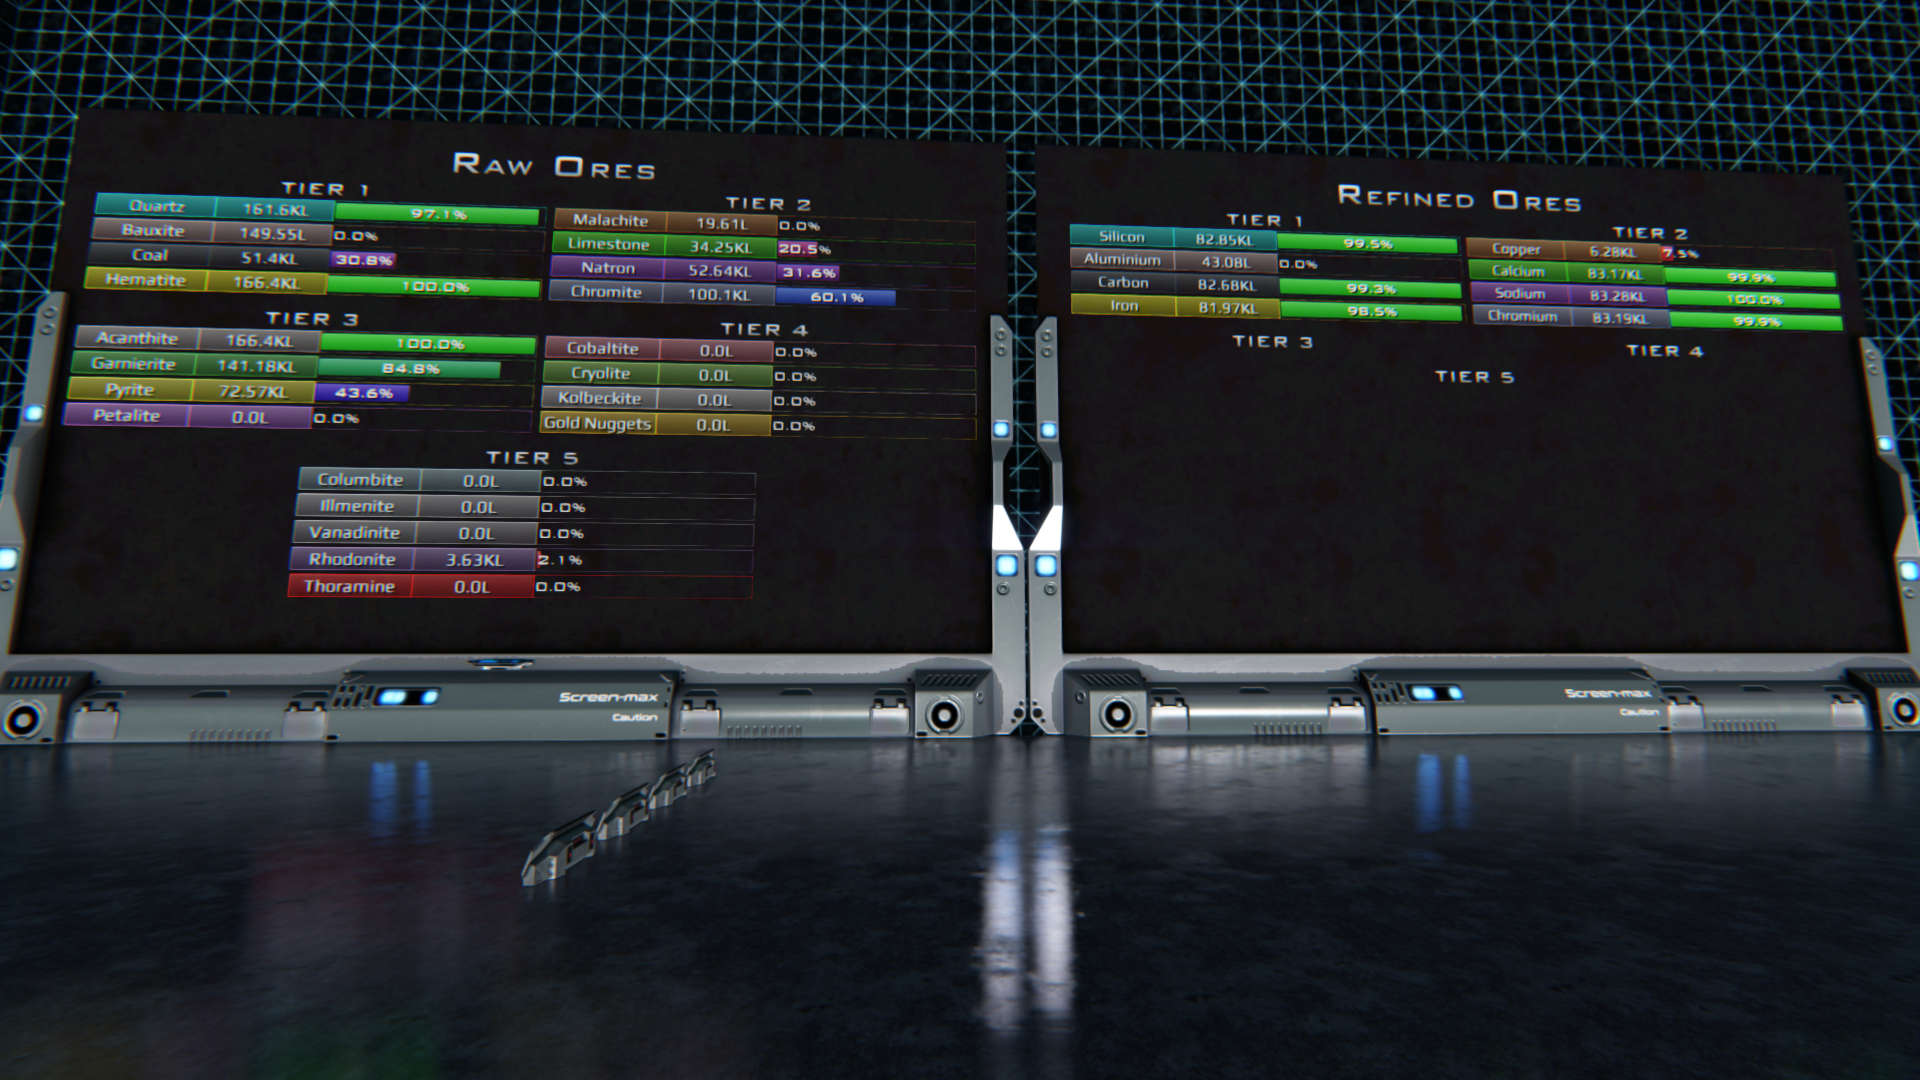 RAW ORES
TIER 1
Quartz 161.6KL 97.1%
Bauxite 149.55L 0.0%
Coal 51.4KL 30.8%
Hematite 166.4KL 100.0%
TIER 2
Malachite 19.61L 0.0%
Limestone 34.25KL 20.5%
Natron 52.64KL 31.6%
Chromite 100.1KL 60.1%
TIER 3
Acanthite 166.4KL 100.0%
Garnierite 141.18KL 84.8%
Pyrite 72.57KL 43.6%
Petalite 0.0L 0.0%
TIER 4
Cobaltite 0.0L 0.0%
Cryolite 0.0L 0.0%
Kolbeckite 0.0L 0.0%
Gold Nuggets 0.0L 0.0%
TIER 5
Columbite 0.0L 0.0%
Illmenite 0.0L 0.0%
Vanadinite 0.0L 0.0%
Rhodonite 3.63KL 2.1%
Thoramine 0.0L 0.0%
Screen-max
Caution
REFINED ORES
TIER 1
Silicon 82.85KL 99.5%
Aluminium 43.08L 0.0%
Carbon 82.68KL 99.3%
Iron 81.97KL 98.5%
TIER 2
Copper 6.28KL 7.5%
Calcium 83.17KL 99.9%
Sodium 83.28KL 100.0%
Chromium 83.19KL 99.9%
TIER 3
TIER 4
TIER 5
Screen-max
Caution